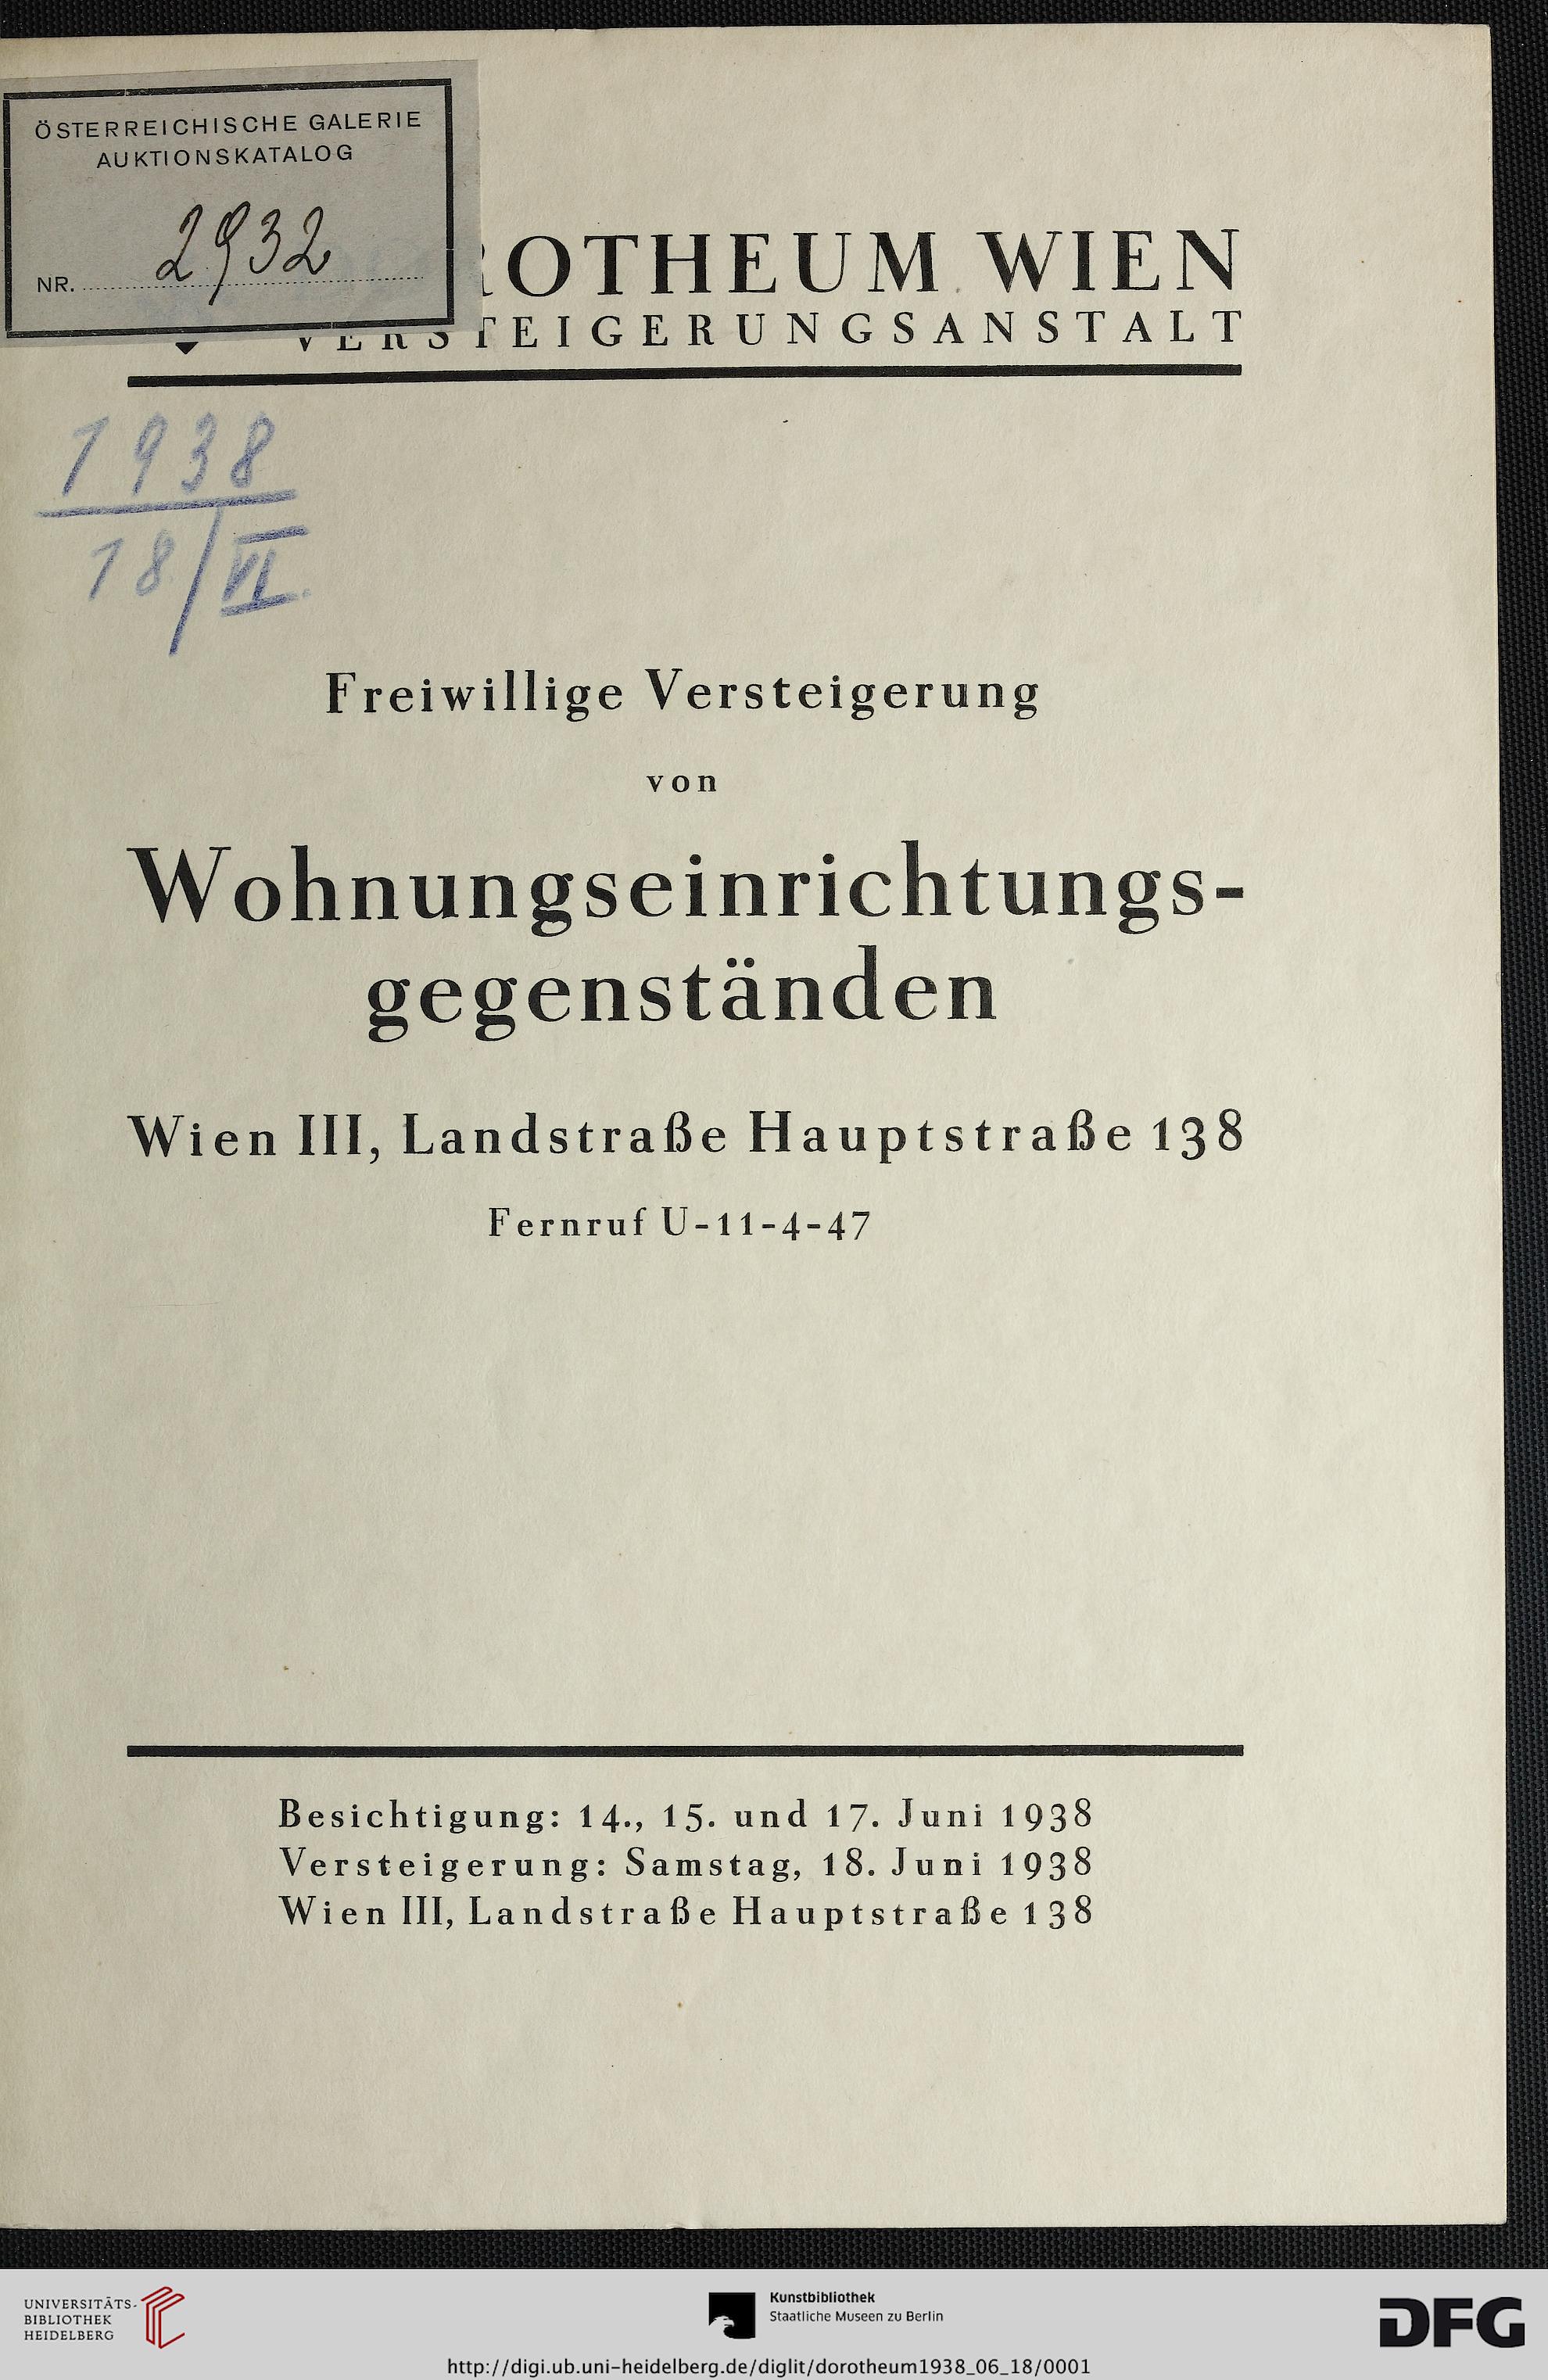 ÖSTERREICHISCHE GALERIE
AUKTIONSKATALOG
NR. 2932
ROTHEUM WIEN
VERSTEIGERUNGSANSTALT
1938
18/VI.
Freiwillige Versteigerung
von
Wohnungseinrichtungs-
gegenständen
Wien III, Landstraße Hauptstraße 138
Fernruf U-11-4-47
Besichtigung: 14., 15. und 17. Juni 1938
Versteigerung: Samstag, 18. Juni 1938
Wien III, Landstraße Hauptstraße 138
UNIVERSITÄTS-
BIBLIOTHEK
HEIDELBERG
Kunstbibliothek
Staatliche Museen zu Berlin
DFG
http://digi.ub.uni-heidelberg.de/diglit/dorotheum1938_06_18/0001